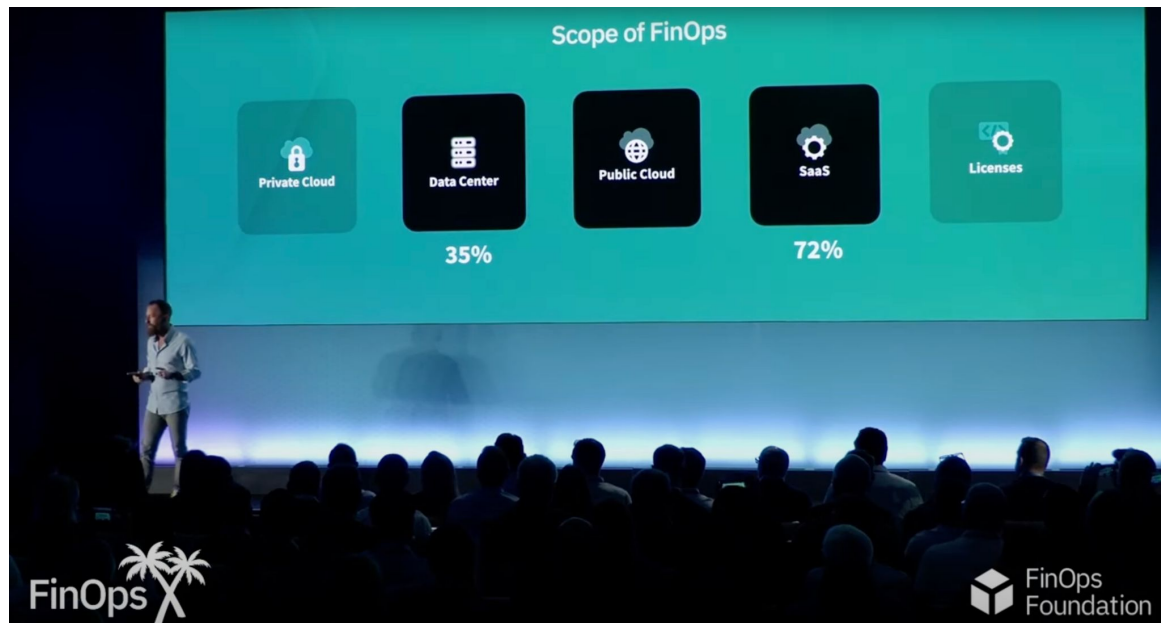 Scope of FinOps
Private Cloud
Data Center
Public Cloud
SaaS
Licenses
35%
72%
FinOps X
FinOps
Foundation